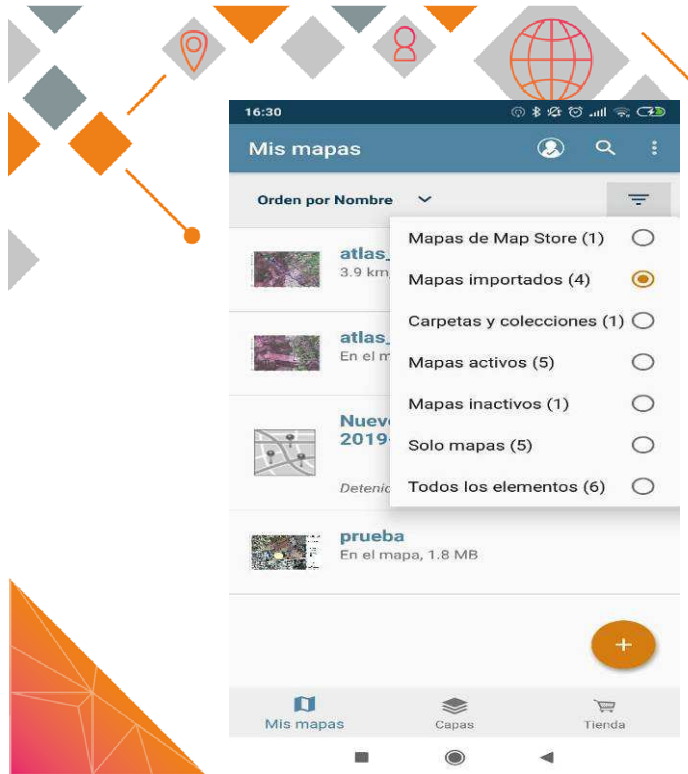 16:30
Mis mapas
Orden por Nombre
Mapas de Map Store (1)
Mapas importados (4)
Carpetas y colecciones (1)
Mapas activos (5)
Mapas inactivos (1)
Solo mapas (5)
Todos los elementos (6)
atlas_
3.9 km,
atlas_
En el m
Nuev
2019-
Detenid
prueba
En el mapa, 1.8 MB
+
Mis mapas
Capas
Tienda